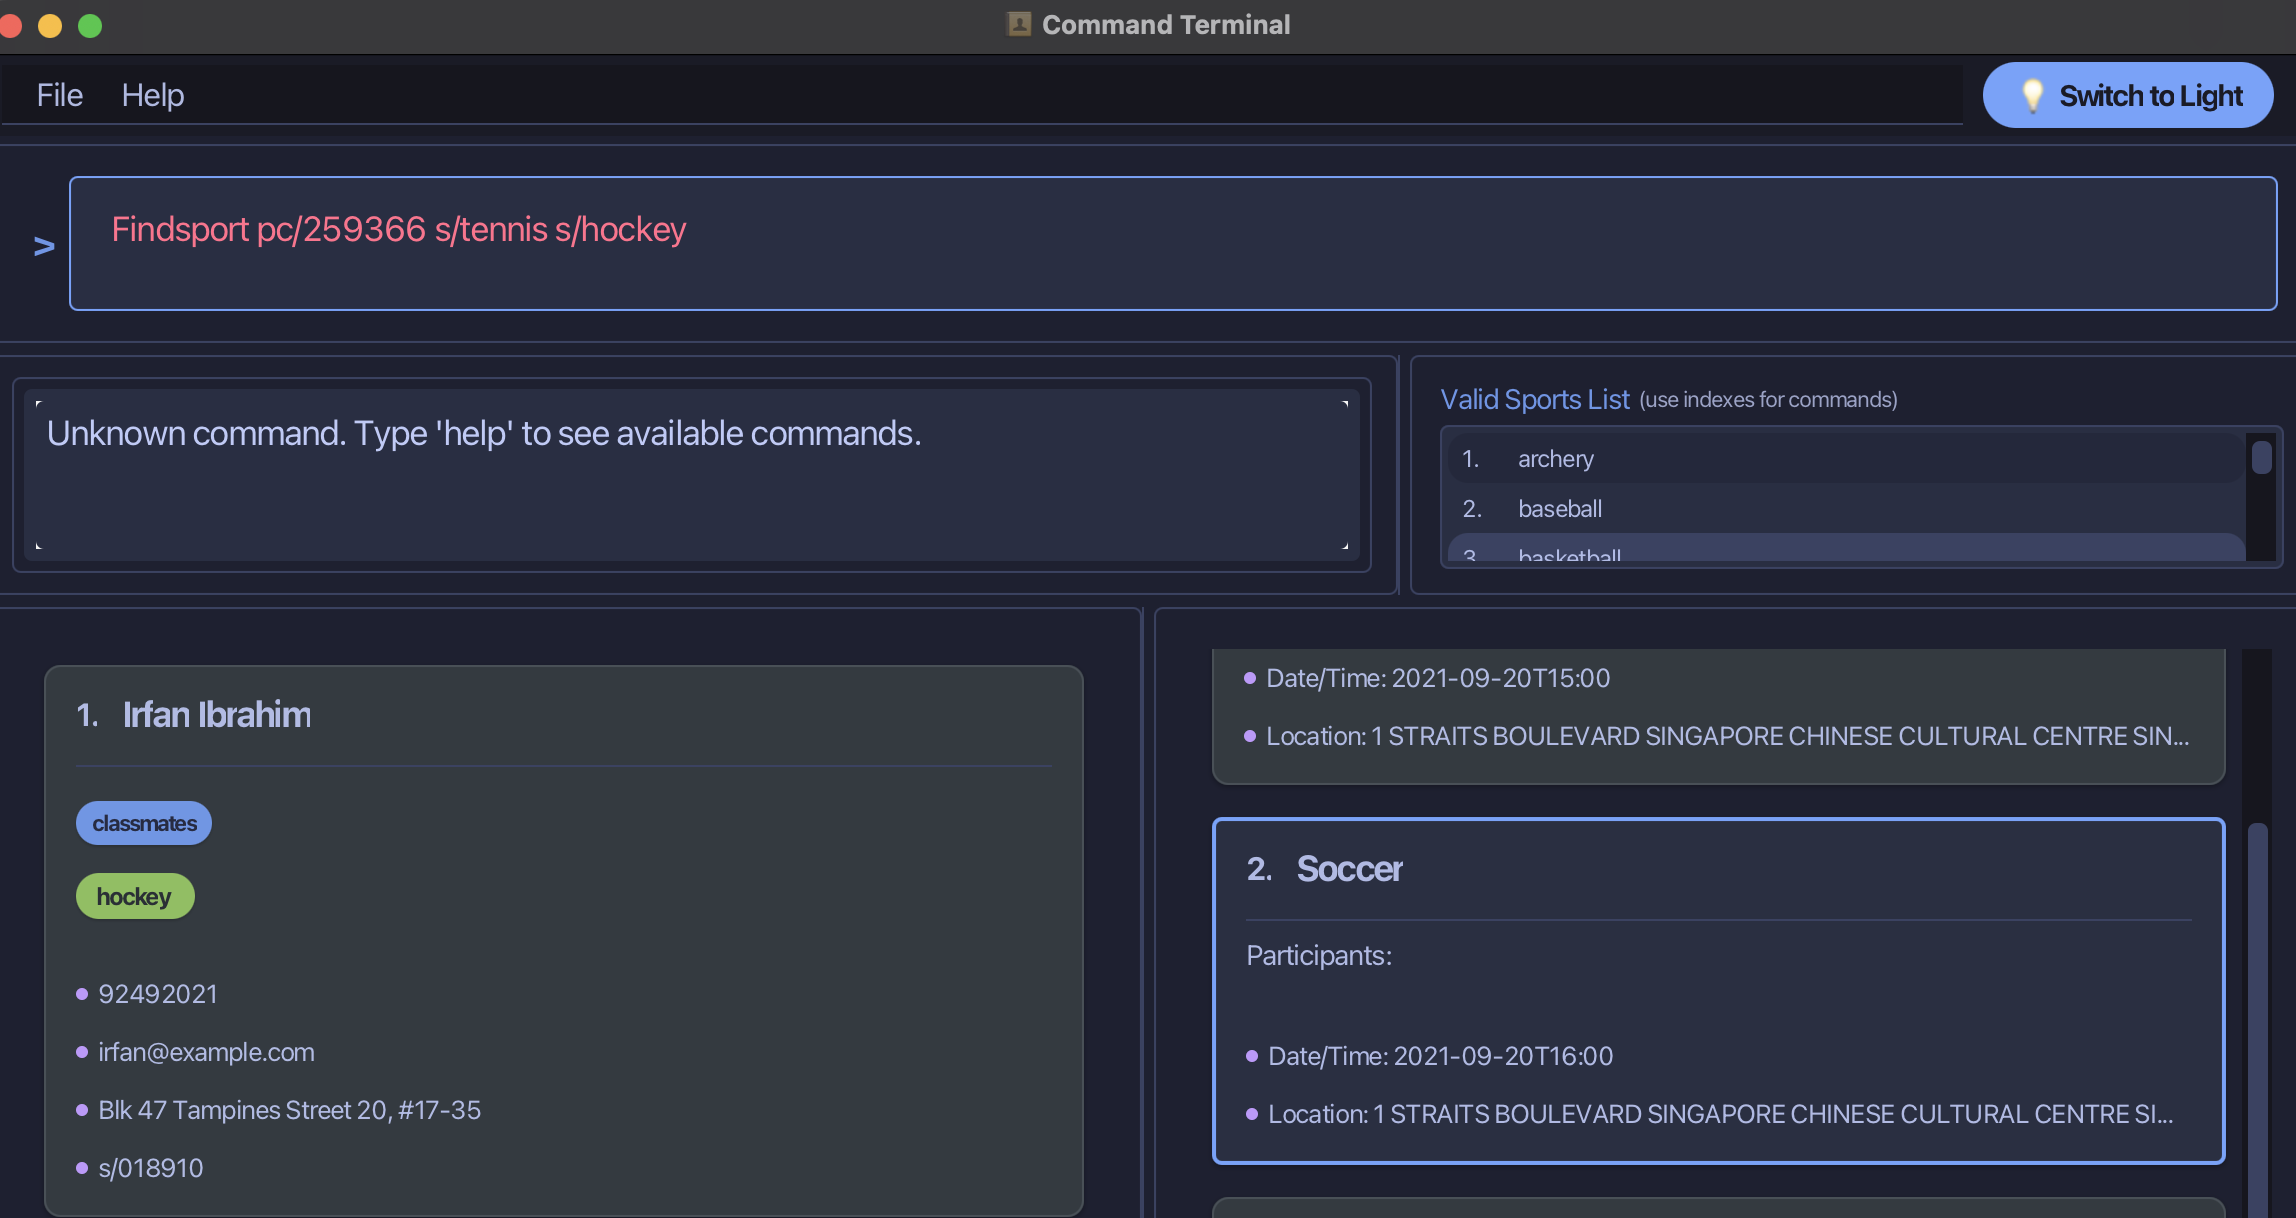 Command Terminal
File Help
💡 Switch to Light
> Findsport pc/259366 s/tennis s/hockey
Unknown command. Type 'help' to see available commands.
Valid Sports List (use indexes for commands)
1. archery
2. baseball
3. basketball
1. Irfan Ibrahim
classmates
hockey
92492021
irfan@example.com
Blk 47 Tampines Street 20, #17-35
s/018910
Date/Time: 2021-09-20T15:00
Location: 1 STRAITS BOULEVARD SINGAPORE CHINESE CULTURAL CENTRE SIN...
2. Soccer
Participants:
Date/Time: 2021-09-20T16:00
Location: 1 STRAITS BOULEVARD SINGAPORE CHINESE CULTURAL CENTRE SI...